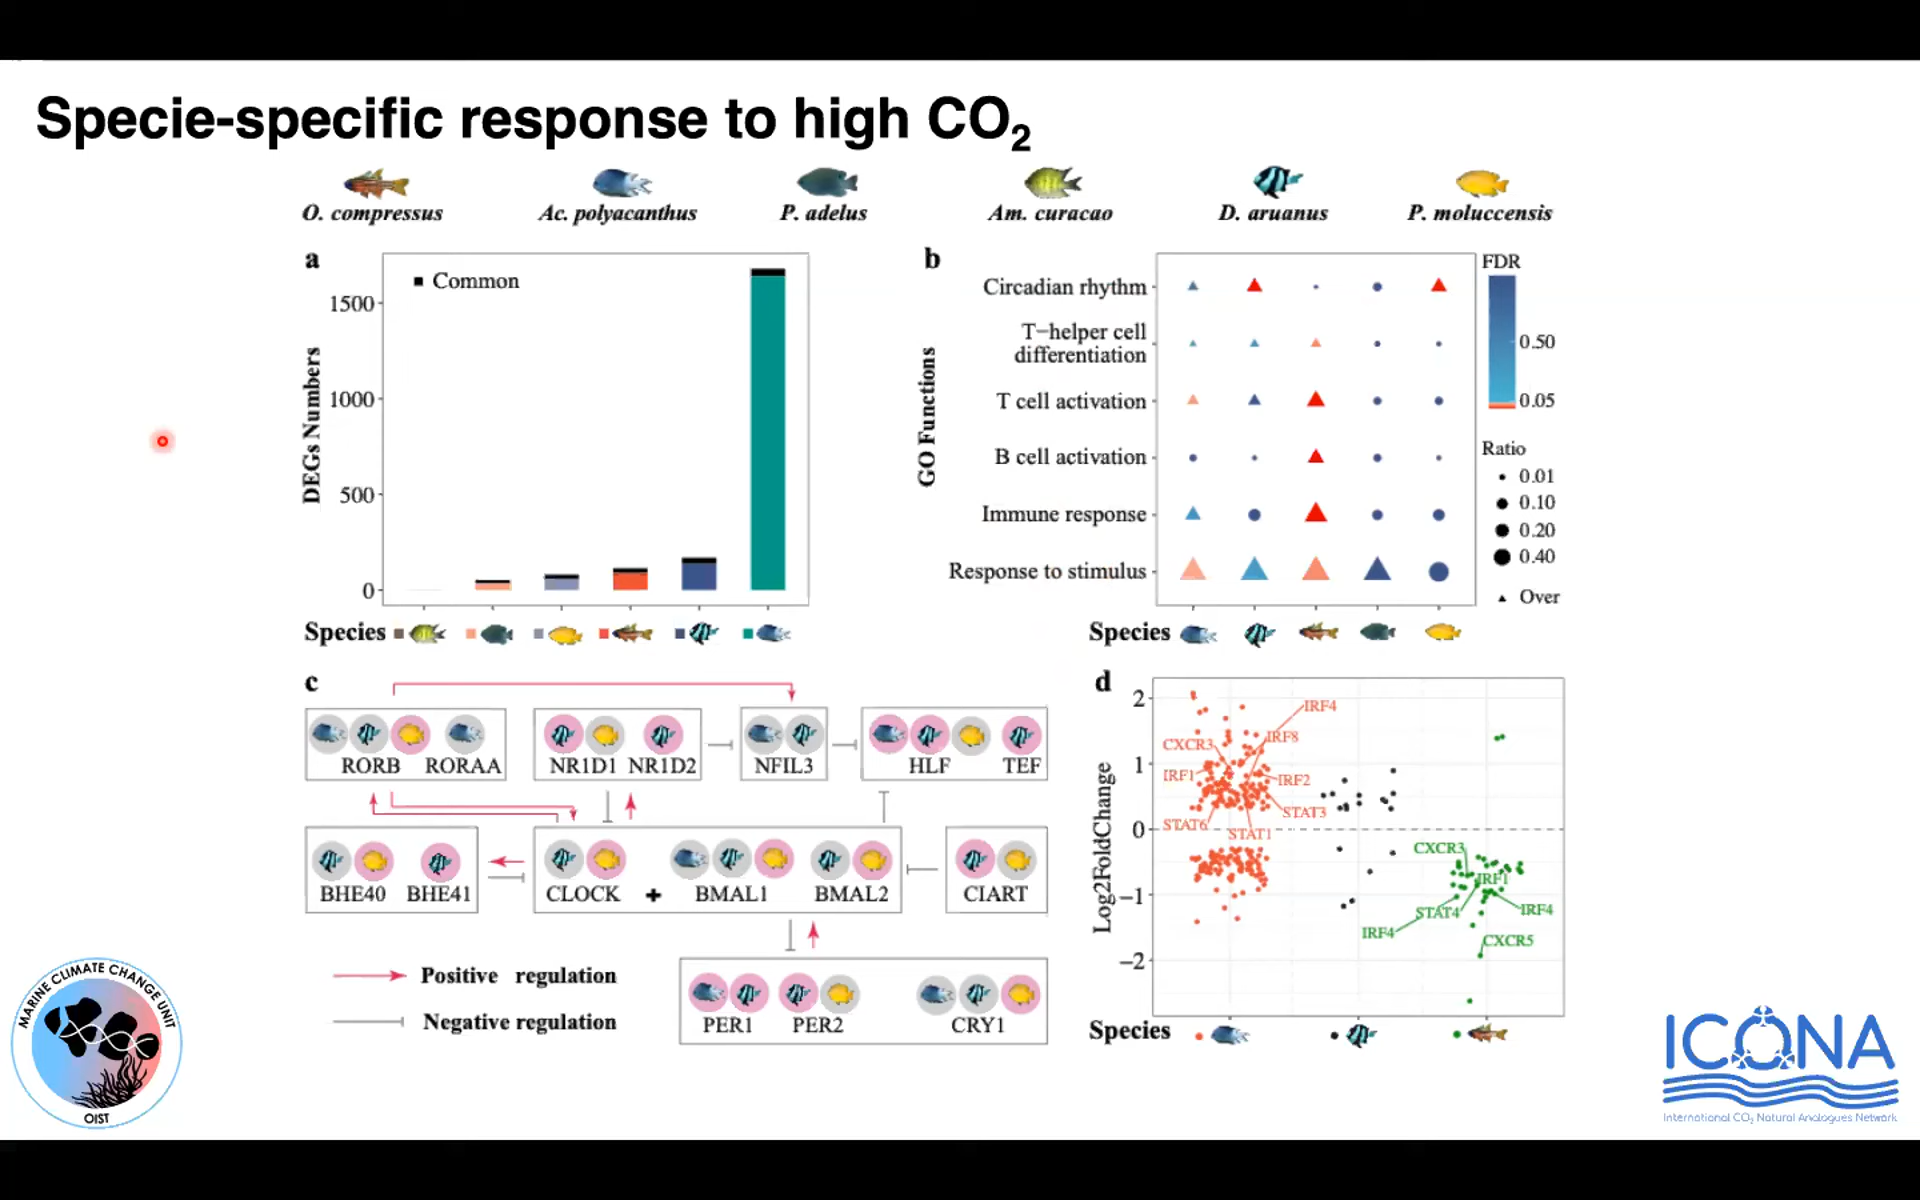 Specie-specific response to high CO2
O. compressus
Ac. polyacanthus
P. adelus
Am. curacao
D. aruanus
P. moluccensis
a
Common
DEGs Numbers
1500
1000
500
0
Species
b
GO Functions
Circadian rhythm
T-helper cell
differentiation
T cell activation
B cell activation
Immune response
Response to stimulus
Species
FDR
0.50
0.05
Ratio
0.01
0.10
0.20
0.40
Over
c
RORB RORAA
NR1D1 NR1D2
NFIL3
HLF TEF
BHE40 BHE41
CLOCK + BMAL1 BMAL2
CIART
Positive regulation
Negative regulation
PER1 PER2 CRY1
d
Log2FoldChange
2
1
0
-1
-2
IRF4
CXCR3
IRF8
IRF1
IRF2
STAT3
STAT6
STAT1
CXCR3
IRF1
STAT4
IRF4
IRF4
CXCR5
Species
MARINE CLIMATE CHANGE UNIT
OIST
ICONA
International CO2 Natural Analogues Network